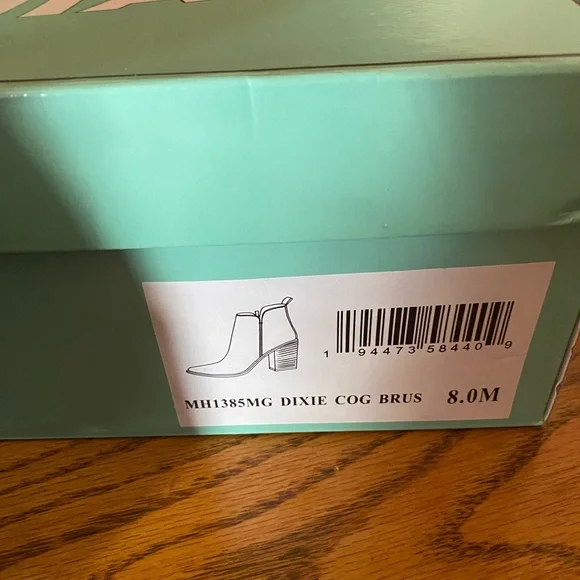 1 94473 58440 9
MH1385MG DIXIE COG BRUS 8.0M